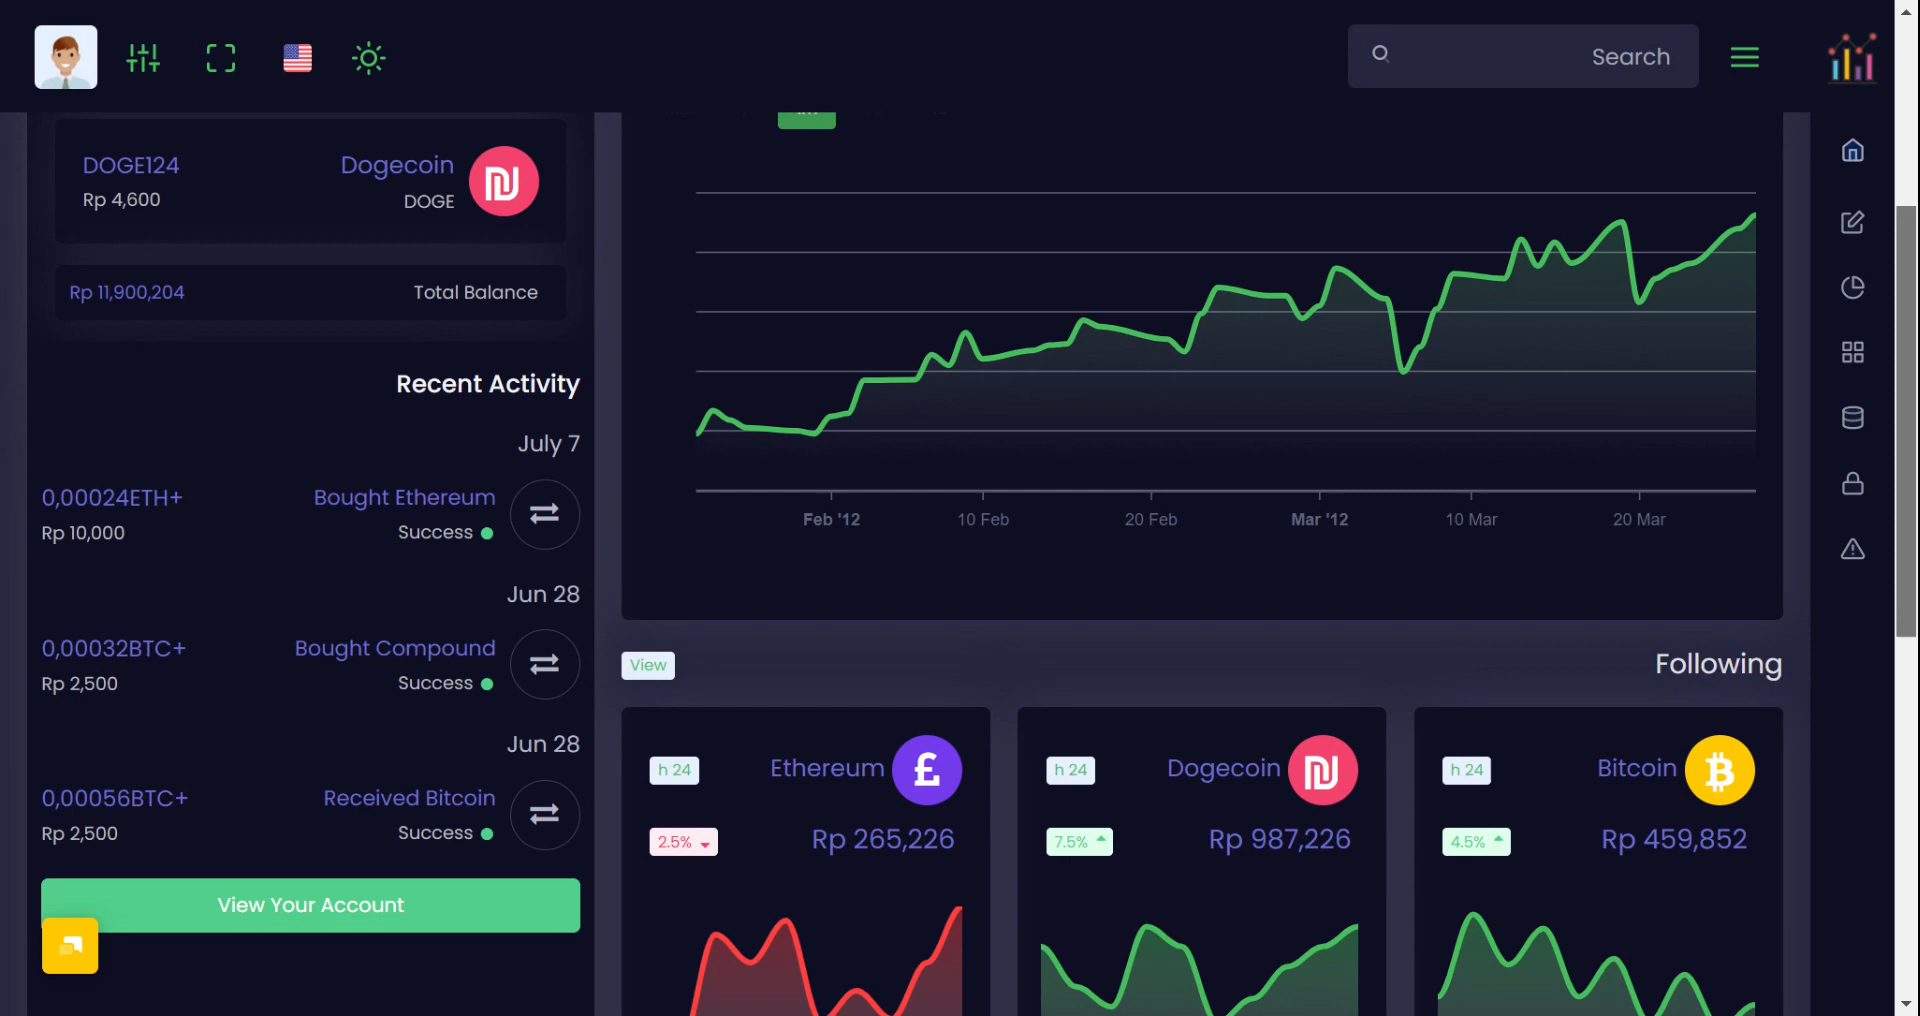 Search
DOGE124
Dogecoin
Rp 4,600
DOGE
Rp 11,900,204
Total Balance
Recent Activity
July 7
0,00024ETH+
Bought Ethereum
Rp 10,000
Success
Jun 28
0,00032BTC+
Bought Compound
Rp 2,500
Success
Jun 28
0,00056BTC+
Received Bitcoin
Rp 2,500
Success
View Your Account
Feb '12
10 Feb
20 Feb
Mar '12
10 Mar
20 Mar
View
Following
h 24
Ethereum
2.5%
Rp 265,226
h 24
Dogecoin
7.5%
Rp 987,226
h 24
Bitcoin
4.5%
Rp 459,852